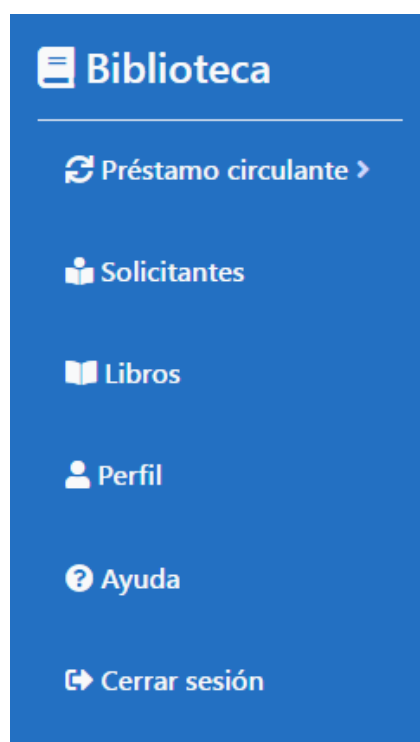 Biblioteca
Préstamo circulante
Solicitantes
Libros
Perfil
Ayuda
Cerrar sesión